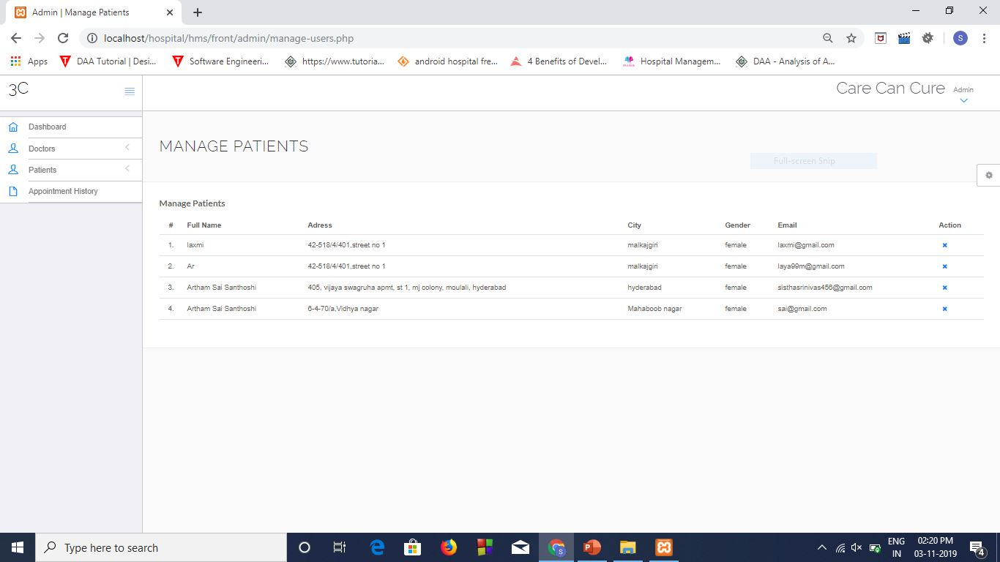 Admin | Manage Patients
localhost/hospital/hms/front/admin/manage-users.php
S
Apps DAA Tutorial | Desi... Software Engineeri... https://www.tutoria... android hospital fre... 4 Benefits of Devel... Hospital Managem... DAA - Analysis of A...
3C
Care Can Cure Admin
Dashboard
Doctors
Patients
Appointment History
MANAGE PATIENTS
Full-screen Snip
Manage Patients
# Full Name Adress City Gender Email Action
1. laxmi 42-518/4/401,street no 1 malkajgiri female laxmi@gmail.com
2. Ar 42-518/4/401,street no 1 malkajgiri female laya99m@gmail.com
3. Artham Sai Santhoshi 405, vijaya swagruha apmt, st 1, mj colony, moulali, hyderabad hyderabad female sisthasrinivas456@gmail.com
4. Artham Sai Santhoshi 6-4-70/a,Vidhya nagar Mahaboob nagar female sai@gmail.com
Type here to search
ENG
IN
02:20 PM
03-11-2019
4